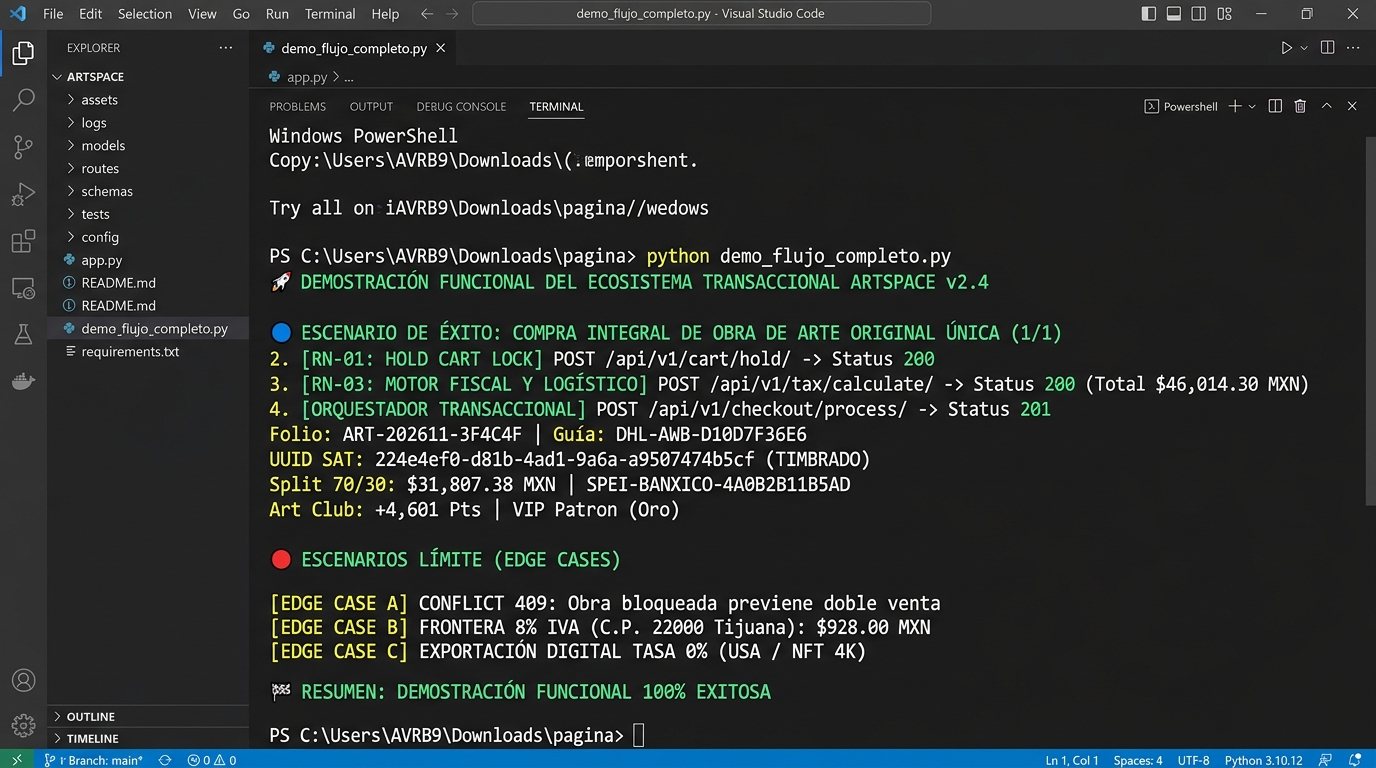 File Edit Selection View Go Run Terminal Help
demo_flujo_completo.py - Visual Studio Code
EXPLORER
ARTSPACE
assets
logs
models
routes
schemas
tests
config
app.py
README.md
README.md
demo_flujo_completo.py
requirements.txt
OUTLINE
TIMELINE
demo_flujo_completo.py
app.py > ...
PROBLEMS OUTPUT DEBUG CONSOLE TERMINAL
Powershell
Windows PowerShell
Copy:\Users\AVRB9\Downloads\(.emporshent.
Try all on iAVRB9\Downloads\pagina//wedows
PS C:\Users\AVRB9\Downloads\pagina> python demo_flujo_completo.py
🚀 DEMOSTRACIÓN FUNCIONAL DEL ECOSISTEMA TRANSACCIONAL ARTSPACE v2.4
🔵 ESCENARIO DE ÉXITO: COMPRA INTEGRAL DE OBRA DE ARTE ORIGINAL ÚNICA (1/1)
2. [RN-01: HOLD CART LOCK] POST /api/v1/cart/hold/ -> Status 200
3. [RN-03: MOTOR FISCAL Y LOGÍSTICO] POST /api/v1/tax/calculate/ -> Status 200 (Total $46,014.30 MXN)
4. [ORQUESTADOR TRANSACCIONAL] POST /api/v1/checkout/process/ -> Status 201
Folio: ART-202611-3F4C4F | Guía: DHL-AWB-D10D7F36E6
UUID SAT: 224e4ef0-d81b-4ad1-9a6a-a9507474b5cf (TIMBRADO)
Split 70/30: $31,807.38 MXN | SPEI-BANXICO-4A0B2B11B5AD
Art Club: +4,601 Pts | VIP Patron (Oro)
🔴 ESCENARIOS LÍMITE (EDGE CASES)
[EDGE CASE A] CONFLICT 409: Obra bloqueada previene doble venta
[EDGE CASE B] FRONTERA 8% IVA (C.P. 22000 Tijuana): $928.00 MXN
[EDGE CASE C] EXPORTACIÓN DIGITAL TASA 0% (USA / NFT 4K)
🏁 RESUMEN: DEMOSTRACIÓN FUNCIONAL 100% EXITOSA
PS C:\Users\AVRB9\Downloads\pagina>
Branch: main* 0 0
Ln 1, Col 1 Spaces: 4 UTF-8 Python 3.10.12